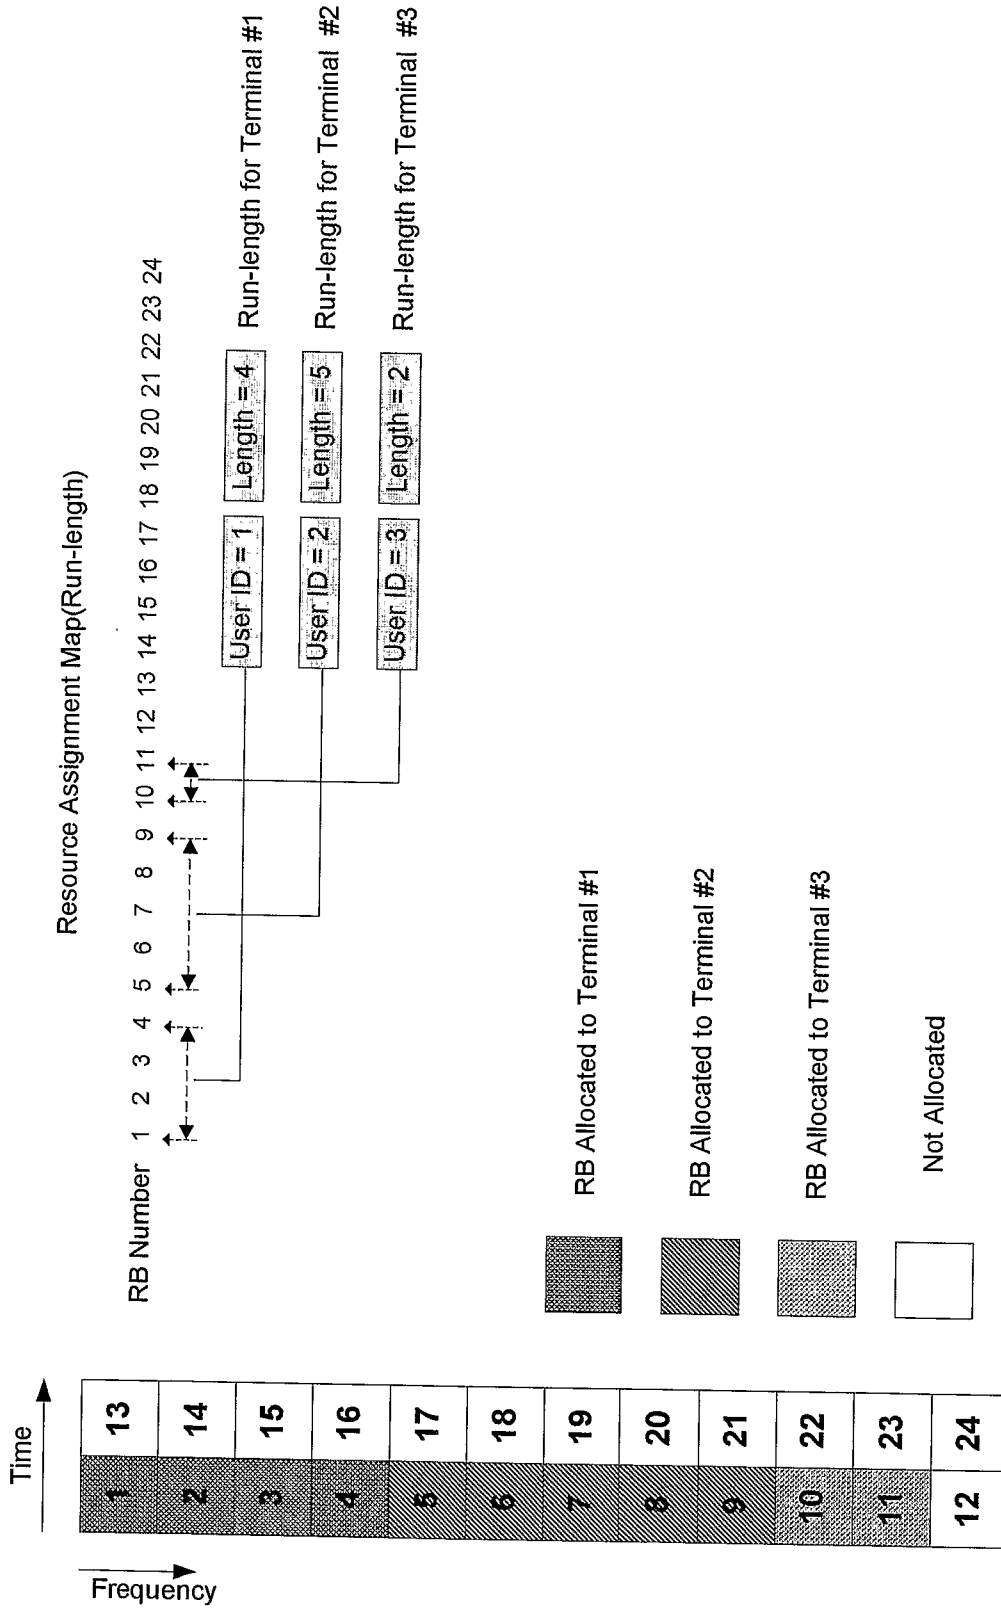 Resource Assignment Map(Run-length)
RB Number 1 2 3 4 5 6 7 8 9 10 11 12 13 14 15 16 17 18 19 20 21 22 23 24
User ID = 1 Length = 4 Run-length for Terminal #1
User ID = 2 Length = 5 Run-length for Terminal #2
User ID = 3 Length = 2 Run-length for Terminal #3
Time
Frequency
1 13
2 14
3 15
4 16
5 17
6 18
7 19
8 20
9 21
10 22
11 23
12 24
RB Allocated to Terminal #1
RB Allocated to Terminal #2
RB Allocated to Terminal #3
Not Allocated